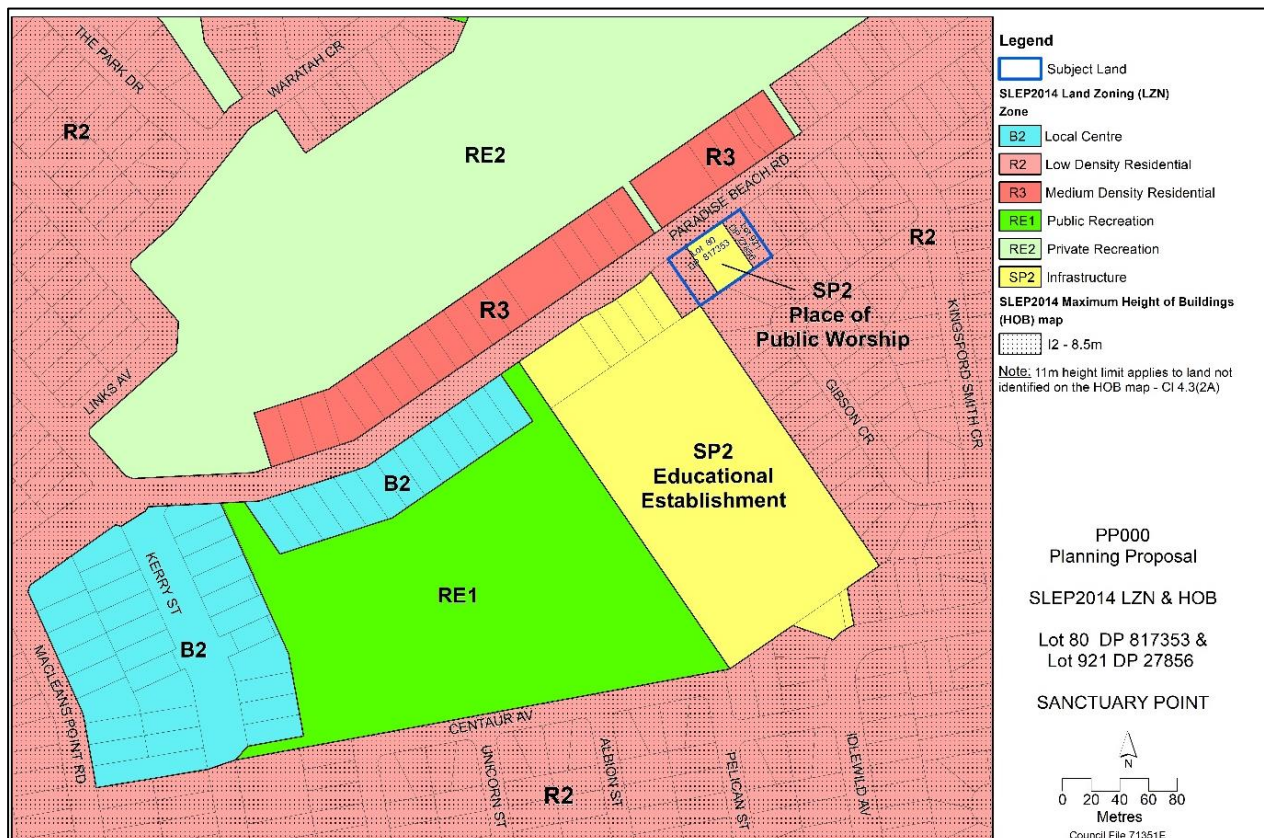 THE PARK DR
WARATAH CR
R2
RE2
R3
PARADISE BEACH RD
Lot 80
DP 817353
Lot 921
DP 27856
R2
SP2
Place of
Public Worship
R3
LINKS AV
KINGSFORD SMITH CR
GIBSON CR
B2
SP2
Educational
Establishment
KERRY ST
RE1
B2
MACLEANS POINT RD
CENTAUR AV
UNICORN ST
ALBION ST
PELICAN ST
IDLEWILD AV
R2
Legend
Subject Land
SLEP2014 Land Zoning (LZN)
Zone
B2 Local Centre
R2 Low Density Residential
R3 Medium Density Residential
RE1 Public Recreation
RE2 Private Recreation
SP2 Infrastructure
SLEP2014 Maximum Height of Buildings
(HOB) map
I2 - 8.5m
Note: 11m height limit applies to land not
identified on the HOB map - Cl 4.3(2A)
PP000
Planning Proposal
SLEP2014 LZN & HOB
Lot 80 DP 817353 &
Lot 921 DP 27856
SANCTUARY POINT
N
0 20 40 60 80
Metres
Council File 71351E